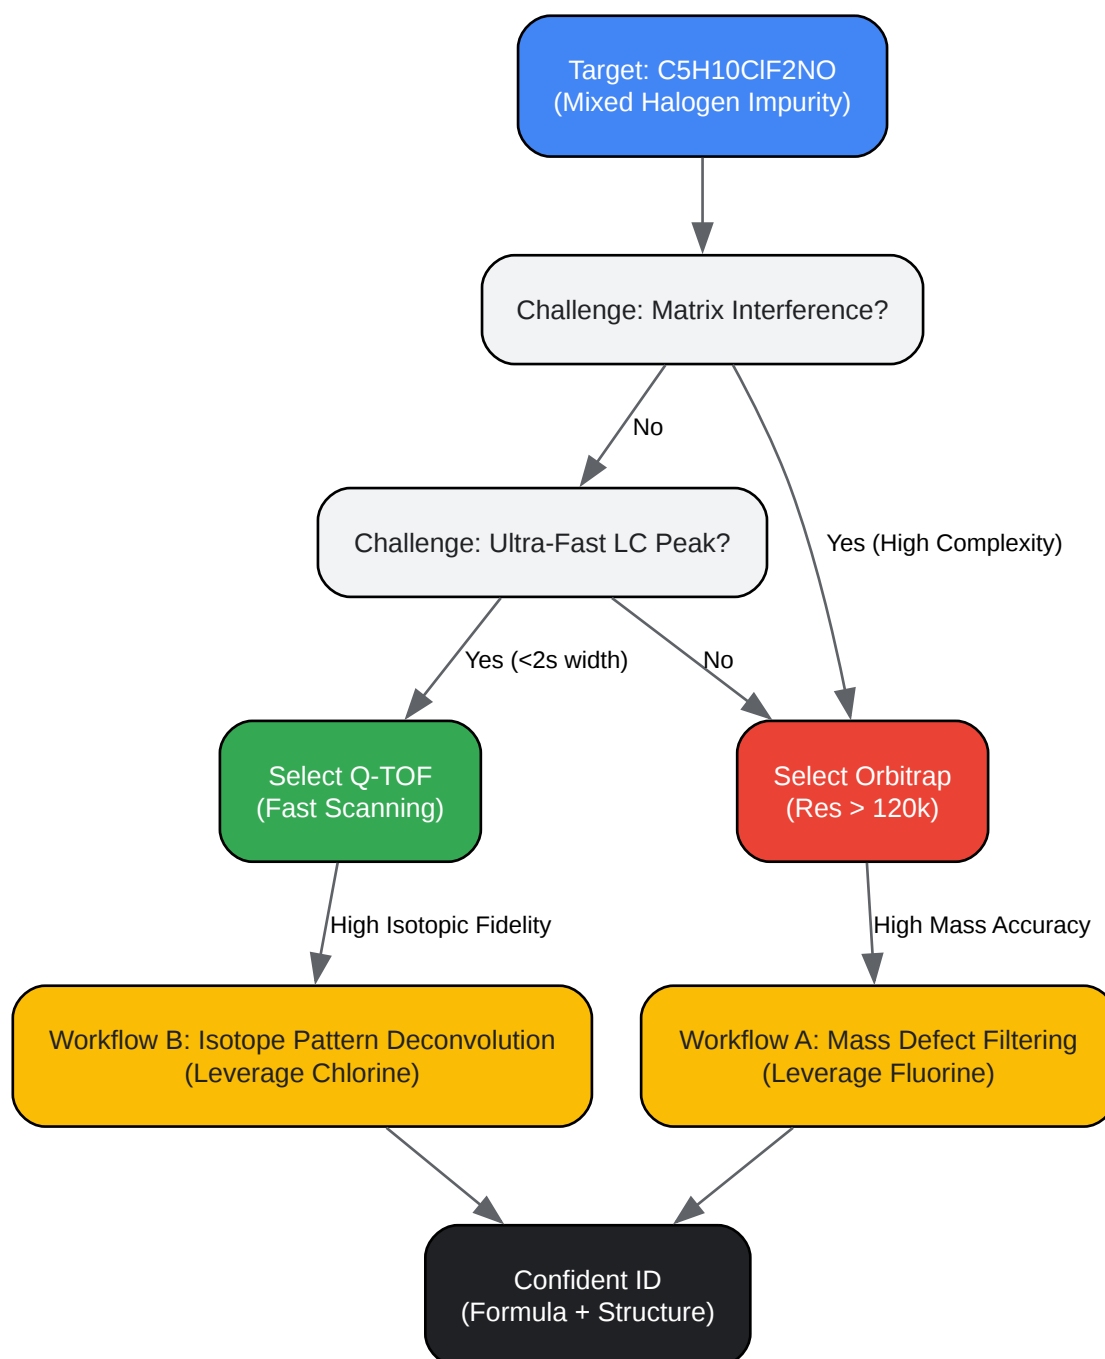 Target: C5H10ClF2NO
(Mixed Halogen Impurity)
Challenge: Matrix Interference?
No
Challenge: Ultra-Fast LC Peak?
Yes (High Complexity)
Yes (<2s width)
No
Select Q-TOF
(Fast Scanning)
Select Orbitrap
(Res > 120k)
High Isotopic Fidelity
High Mass Accuracy
Workflow B: Isotope Pattern Deconvolution
(Leverage Chlorine)
Workflow A: Mass Defect Filtering
(Leverage Fluorine)
Confident ID
(Formula + Structure)